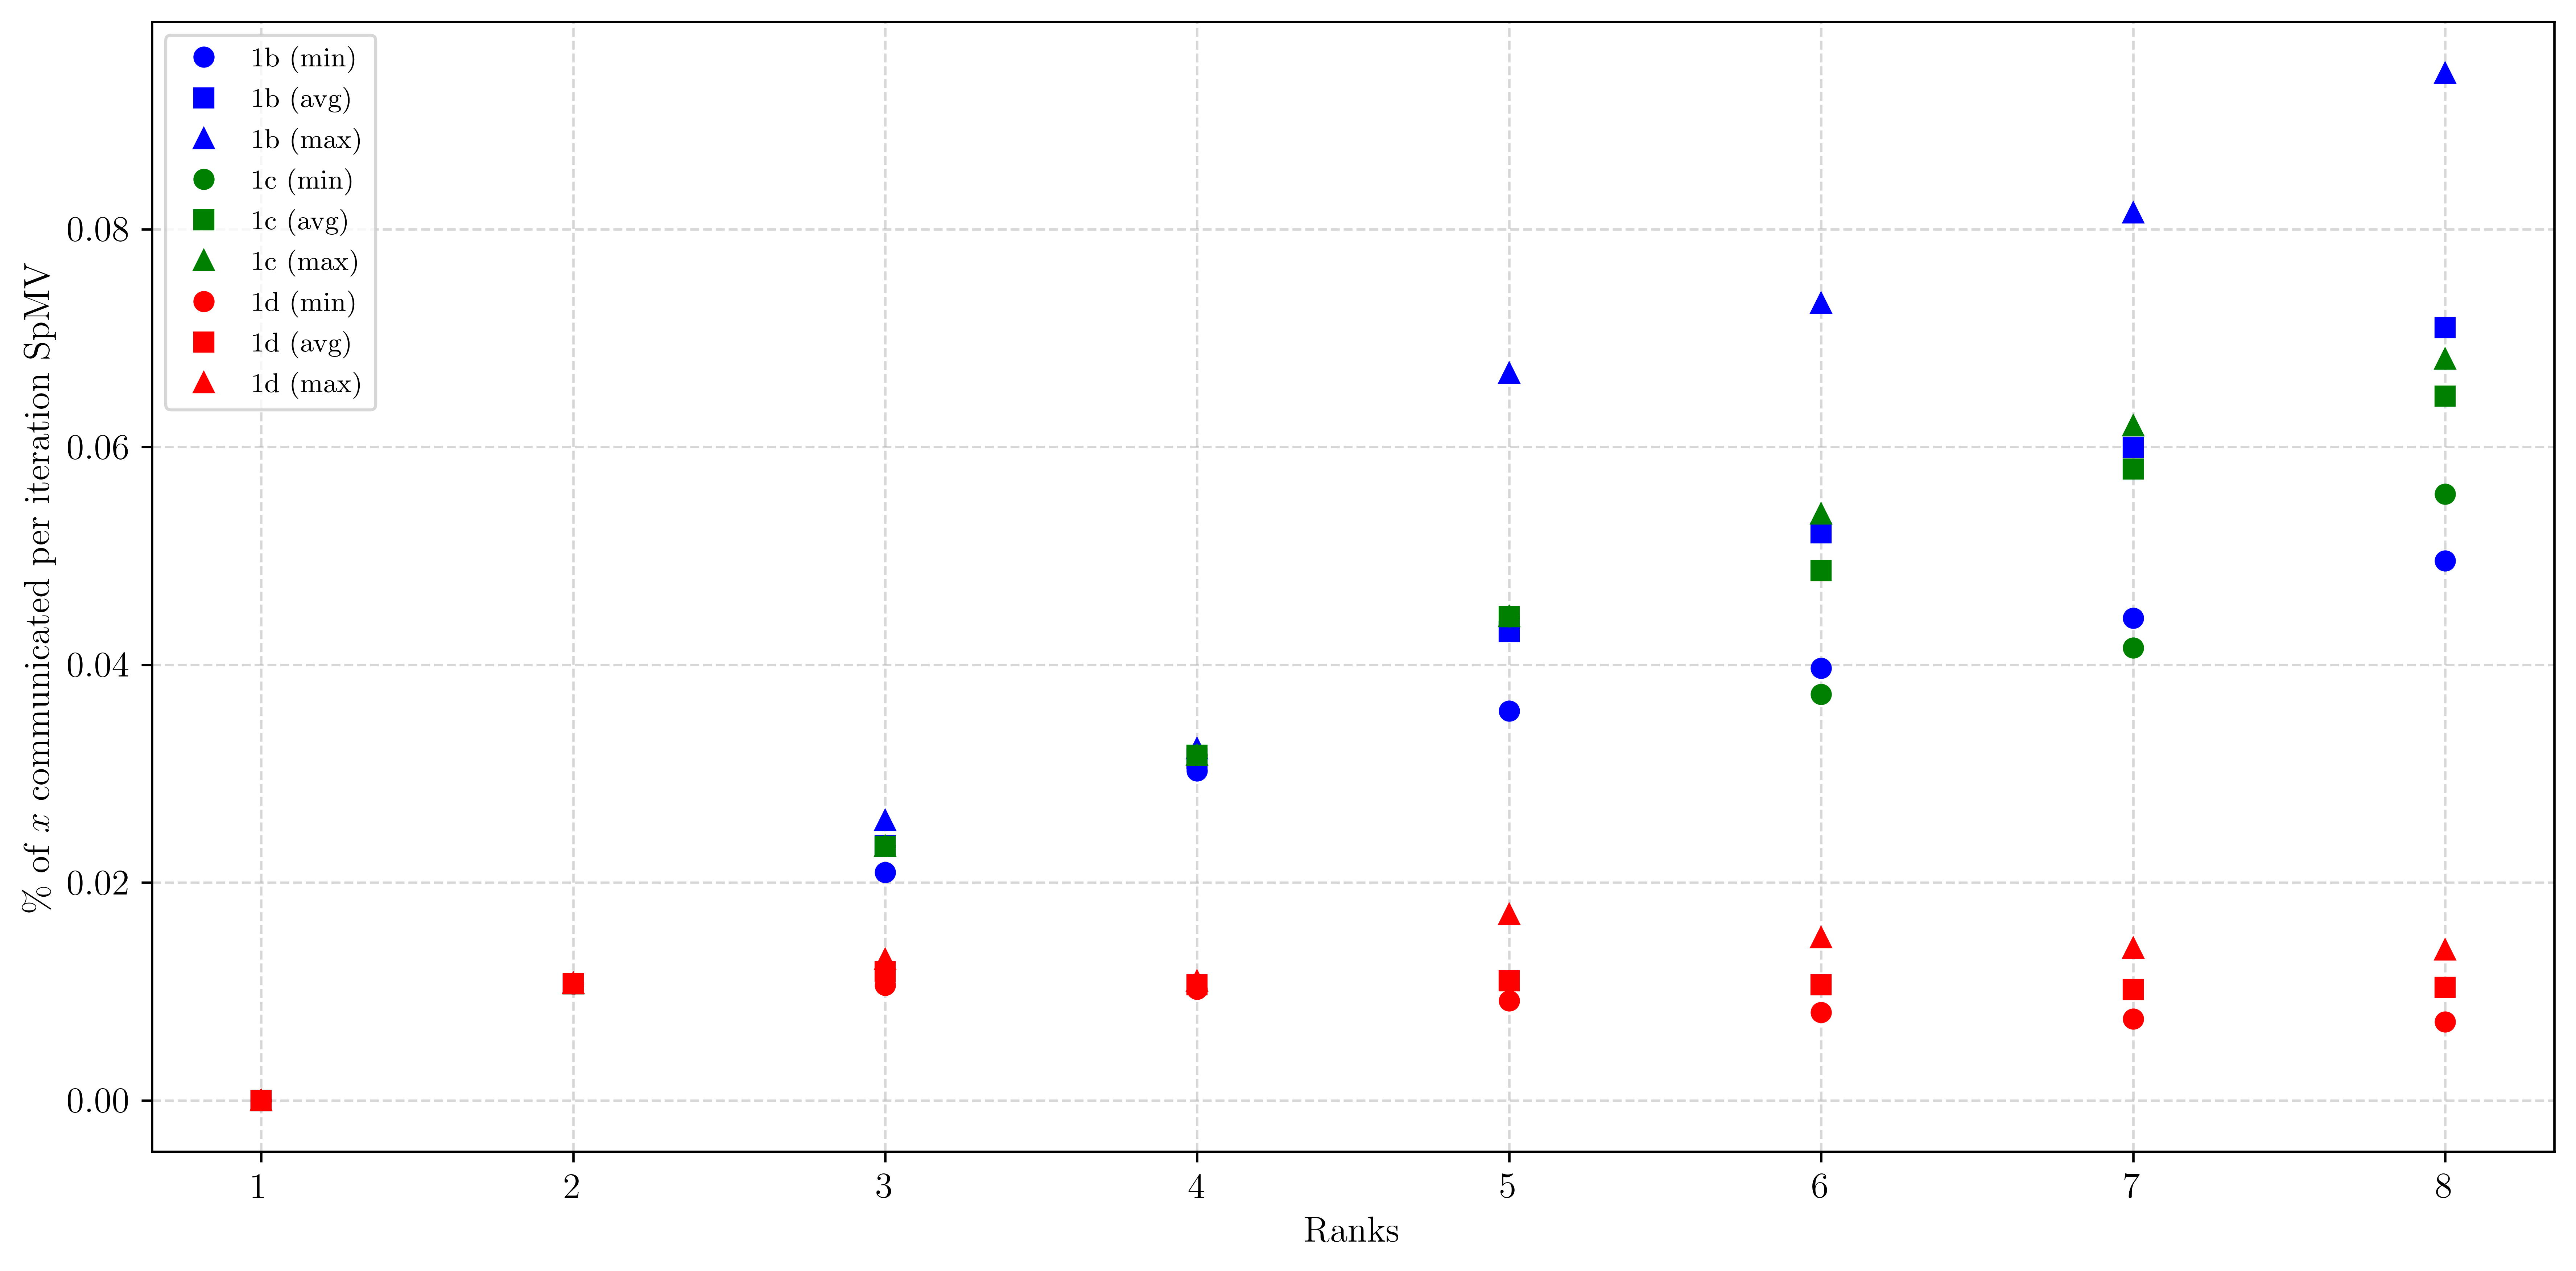 1b (min)
1b (avg)
1b (max)
1c (min)
1c (avg)
1c (max)
1d (min)
1d (avg)
1d (max)
% of x communicated per iteration SpMV
0.08
0.06
0.04
0.02
0.00
1 2 3 4 5 6 7 8
Ranks